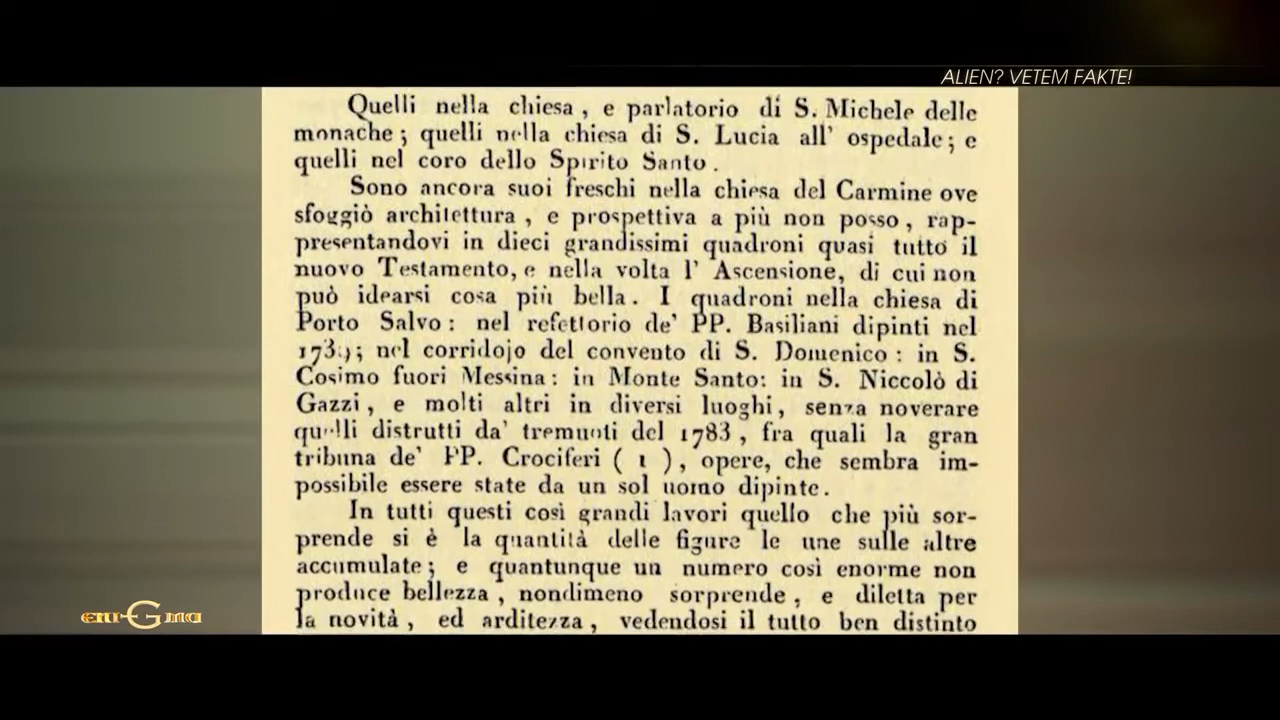 ALIEN? VETEM FAKTE!
Quelli nella chiesa, e parlatorio di S. Michele delle
monache; quelli nella chiesa di S. Lucia all' ospedale; e
quelli nel coro dello Spirito Santo.
Sono ancora suoi freschi nella chiesa del Carmine ove
sfoggiò architettura, e prospettiva a più non posso, rap-
presentandovi in dieci grandissimi quadroni quasi tutto il
nuovo Testamento, e nella volta l' Ascensione, di cui non
può idearsi cosa più bella. I quadroni nella chiesa di
Porto Salvo: nel refettorio de' PP. Basiliani dipinti nel
nel corridojo del convento di S. Domenico: in S.
Cosimo fuori Messina: in Monte Santo: in S. Niccolò di
Gazzi, e molti altri in diversi luoghi, senza noverare
quelli distrutti da' tremuoti del 1783, fra quali la gran
tribuna de' PP. Crociferi (1), opere, che sembra im-
possibile essere state da un sol uomo dipinte.
In tutti questi così grandi lavori quello che più sor-
prende si è la quantità delle figure le une sulle altre
accumulate; e quantunque un numero così enorme non
produce bellezza, nondimeno sorprende, e diletta per
la novità, ed arditezza, vedendosi il tutto ben distinto
eniGma